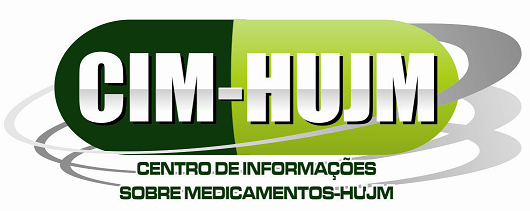 CIM-HUJM
CENTRO DE INFORMAÇÕES
SOBRE MEDICAMENTOS-HUJM